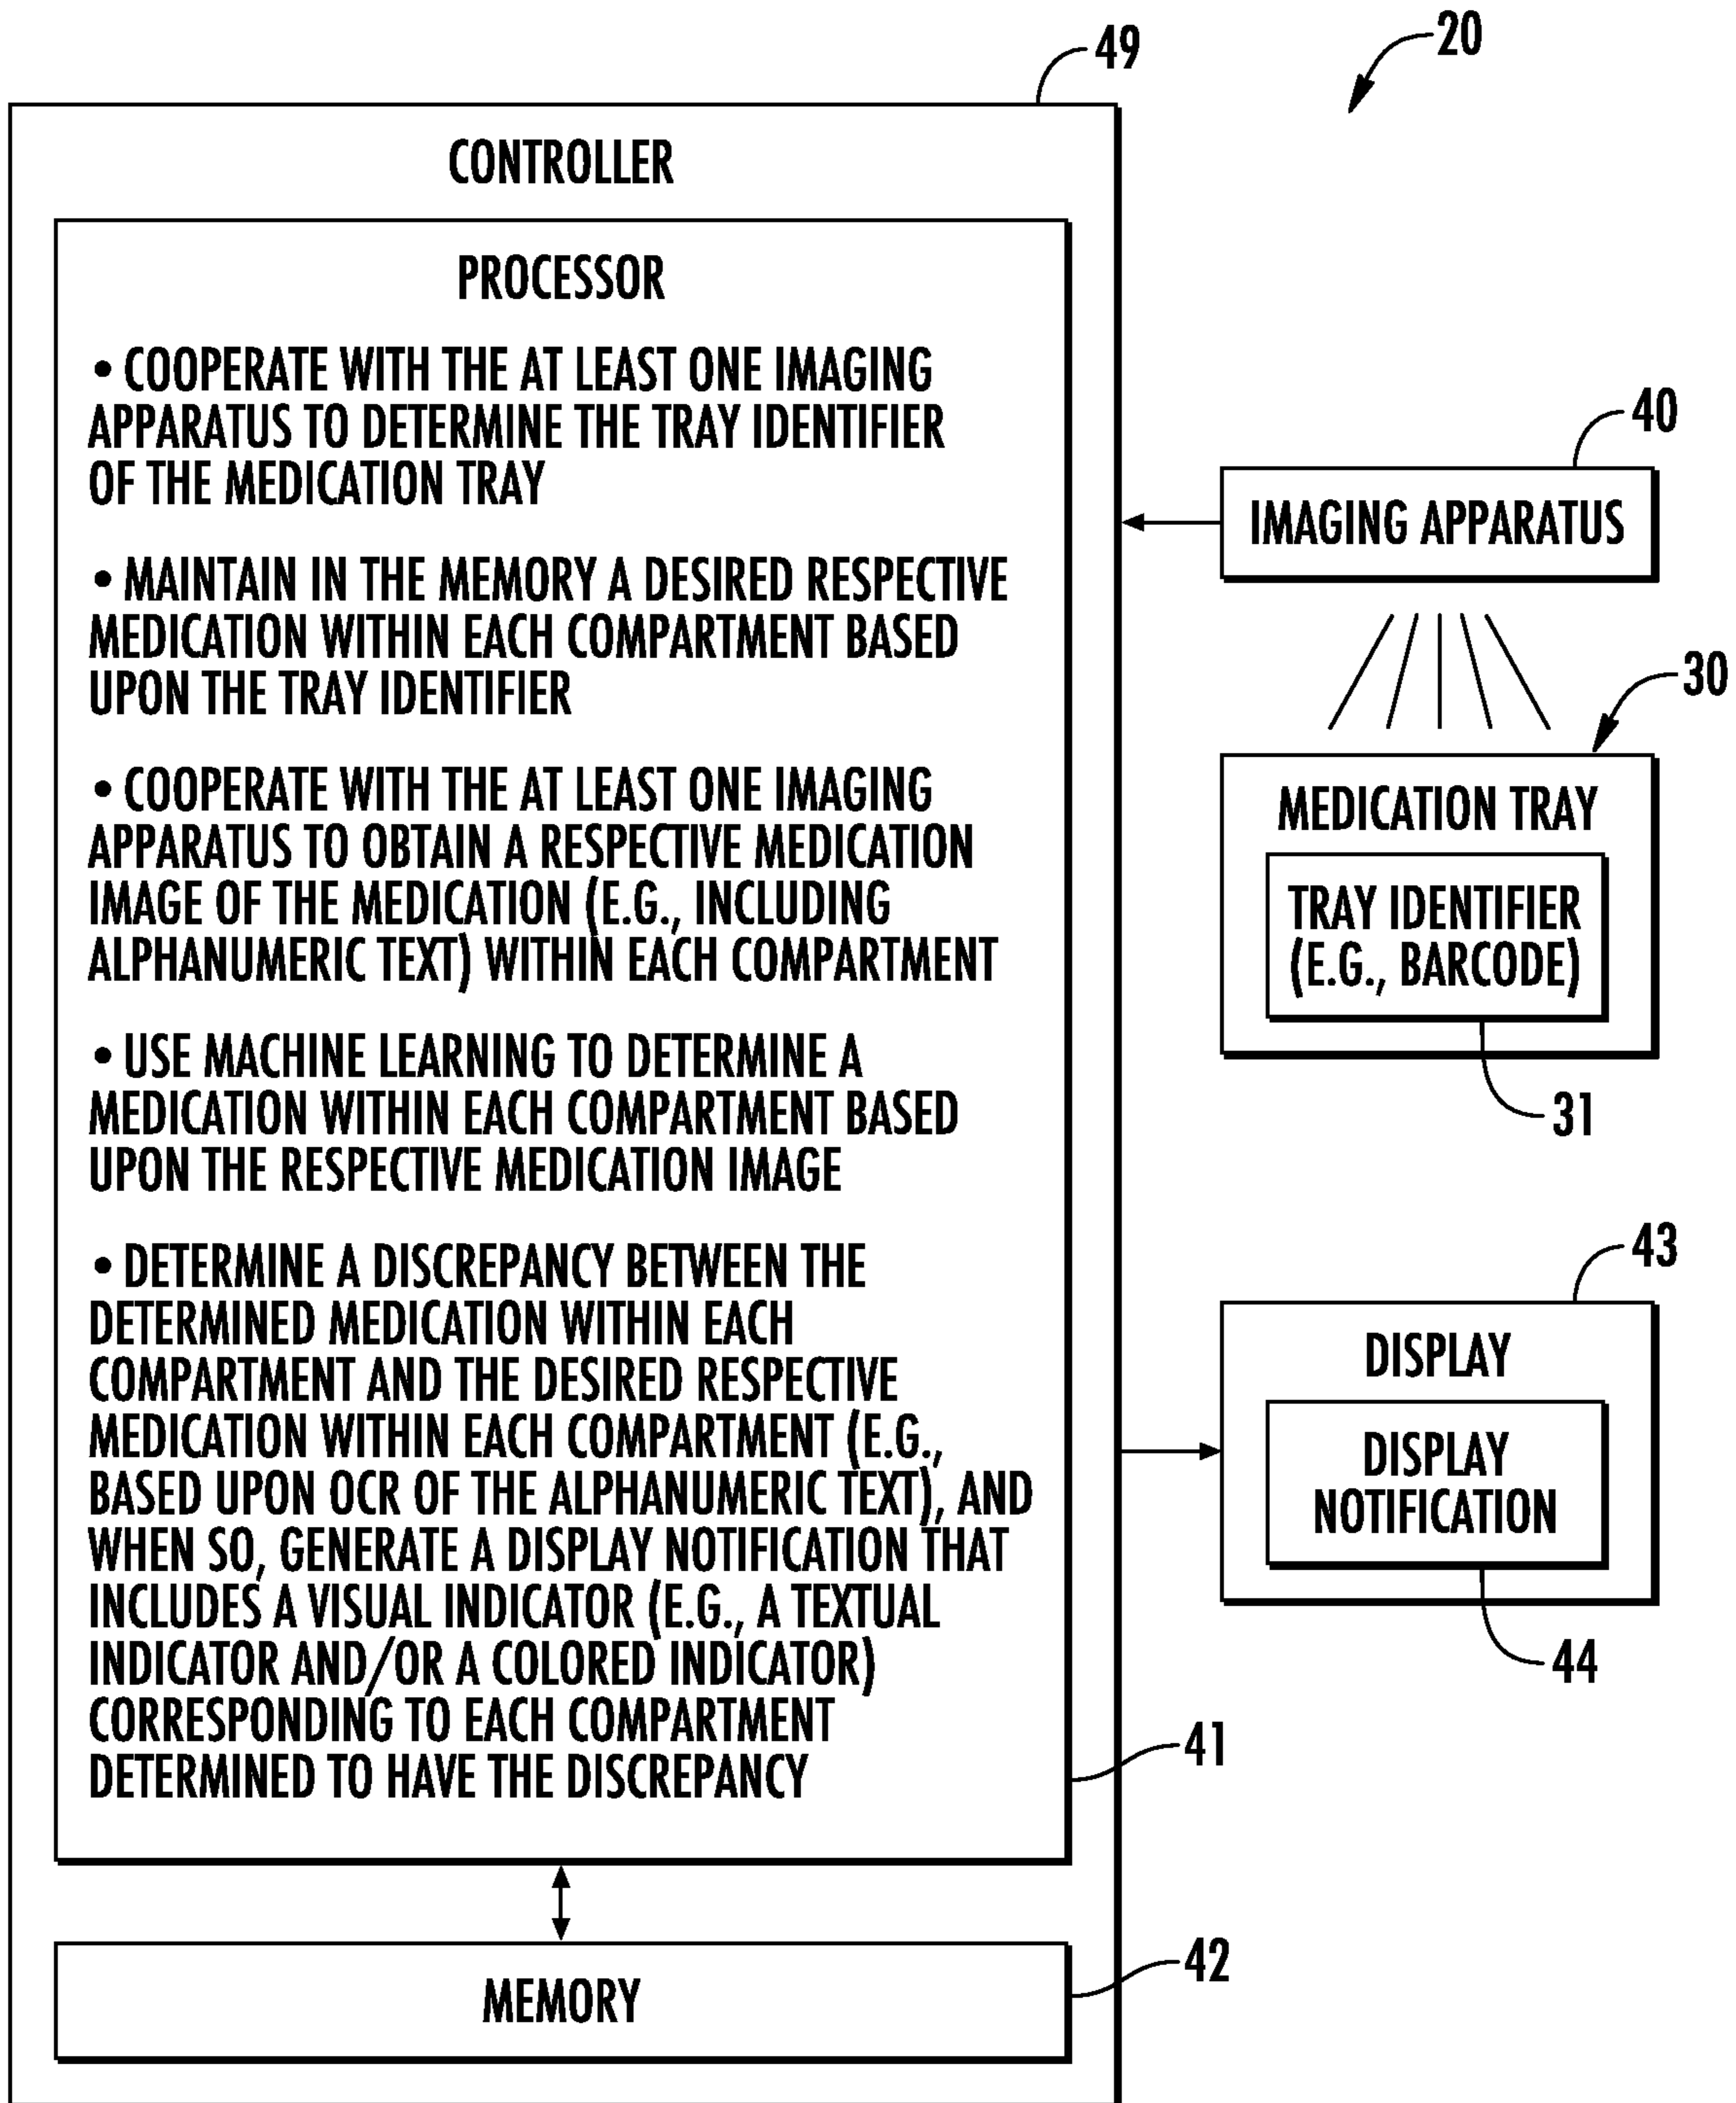 49
20
CONTROLLER
PROCESSOR
• COOPERATE WITH THE AT LEAST ONE IMAGING
APPARATUS TO DETERMINE THE TRAY IDENTIFIER
OF THE MEDICATION TRAY
• MAINTAIN IN THE MEMORY A DESIRED RESPECTIVE
MEDICATION WITHIN EACH COMPARTMENT BASED
UPON THE TRAY IDENTIFIER
• COOPERATE WITH THE AT LEAST ONE IMAGING
APPARATUS TO OBTAIN A RESPECTIVE MEDICATION
IMAGE OF THE MEDICATION (E.G., INCLUDING
ALPHANUMERIC TEXT) WITHIN EACH COMPARTMENT
• USE MACHINE LEARNING TO DETERMINE A
MEDICATION WITHIN EACH COMPARTMENT BASED
UPON THE RESPECTIVE MEDICATION IMAGE
• DETERMINE A DISCREPANCY BETWEEN THE
DETERMINED MEDICATION WITHIN EACH
COMPARTMENT AND THE DESIRED RESPECTIVE
MEDICATION WITHIN EACH COMPARTMENT (E.G.,
BASED UPON OCR OF THE ALPHANUMERIC TEXT), AND
WHEN SO, GENERATE A DISPLAY NOTIFICATION THAT
INCLUDES A VISUAL INDICATOR (E.G., A TEXTUAL
INDICATOR AND/OR A COLORED INDICATOR)
CORRESPONDING TO EACH COMPARTMENT
DETERMINED TO HAVE THE DISCREPANCY
41
MEMORY
42
40
IMAGING APPARATUS
30
MEDICATION TRAY
TRAY IDENTIFIER
(E.G., BARCODE)
31
43
DISPLAY
DISPLAY
NOTIFICATION
44